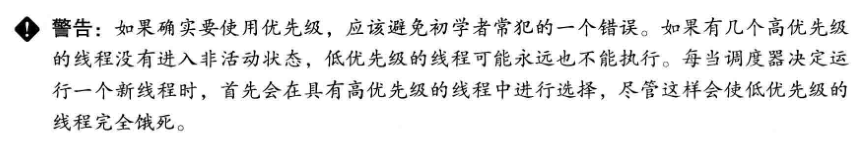 警告：如果确实要使用优先级，应该避免初学者常犯的一个错误。如果有几个高优先级
的线程没有进入非活动状态，低优先级的线程可能永远也不能执行。每当调度器决定运
行一个新线程时，首先会在具有高优先级的线程中进行选择，尽管这样会使低优先级的
线程完全饿死。